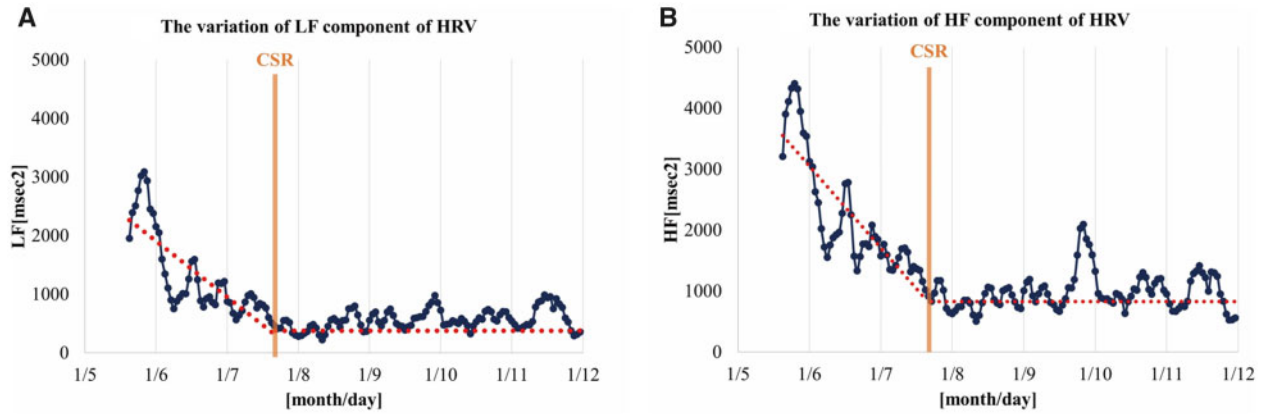 A
The variation of LF component of HRV
CSR
5000
4000
3000
2000
1000
0
LF[msec2]
1/5 1/6 1/7 1/8 1/9 1/10 1/11 1/12
[month/day]
B
The variation of HF component of HRV
CSR
5000
4000
3000
2000
1000
0
HF[msec2]
1/5 1/6 1/7 1/8 1/9 1/10 1/11 1/12
[month/day]